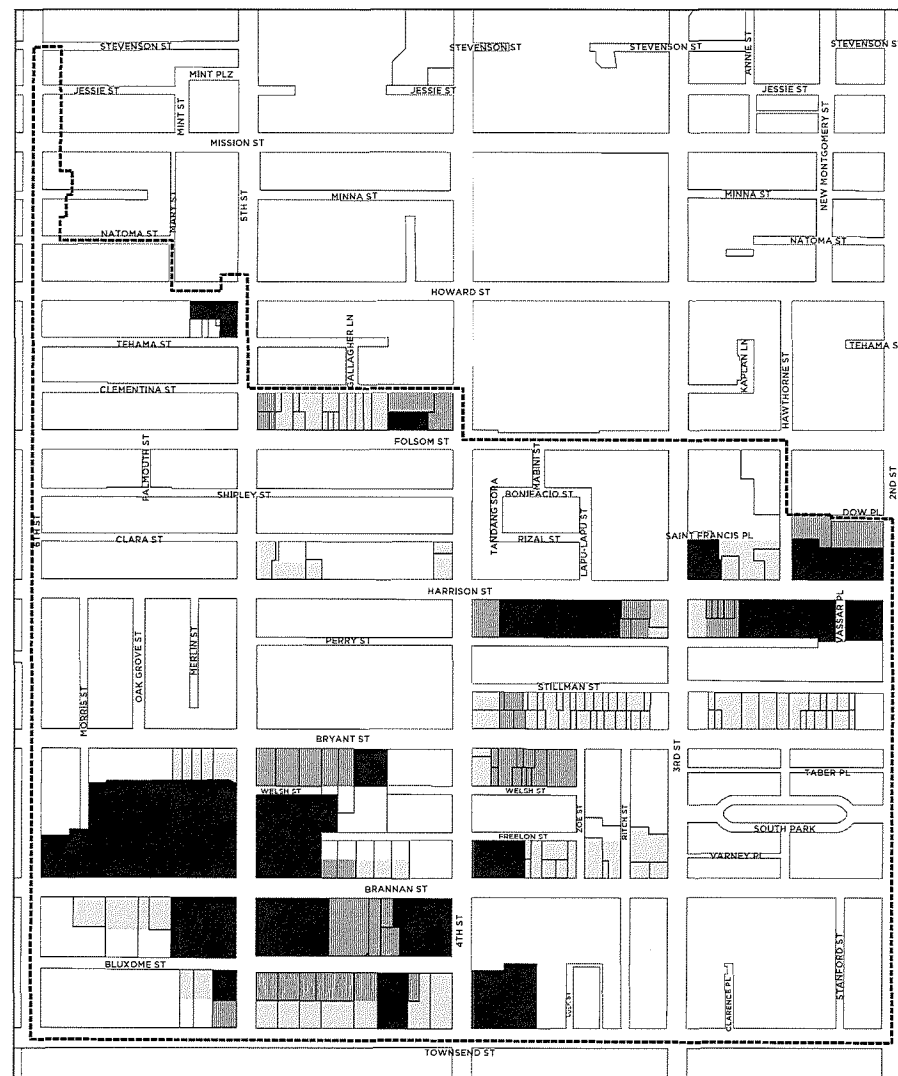 STEVENSON ST
STEVENSON ST
STEVENSON ST
STEVENSON ST
ANNIE ST
MINT PLZ
JESSIE ST
JESSIE ST
JESSIE ST
MINT ST
NEW MONTGOMERY ST
MISSION ST
MINNA ST
MINNA ST
MARY ST
5TH ST
NATOMA ST
NATOMA ST
HOWARD ST
TEHAMA ST
GALLAGHER LN
KAPLAN LN
HAWTHORNE ST
TEHAMA S
CLEMENTINA ST
FOLSOM ST
FALMOUTH ST
MABINI ST
2ND ST
SHIPLEY ST
TANDANG SORA
BONIFACIO ST
LAPU-LAPU ST
DOW PL
6TH ST
CLARA ST
RIZAL ST
SAINT FRANCIS PL
HARRISON ST
VASSAR PL
OAK GROVE ST
MERLIN ST
PERRY ST
MORRIS ST
STILLMAN ST
BRYANT ST
3RD ST
TABER PL
WELSH ST
WELSH ST
ZOE ST
RITCH ST
SOUTH PARK
FREELON ST
VARNEY PL
BRANNAN ST
4TH ST
BLUXOME ST
CLARENCE PL
STANFORD ST
TOWNSEND ST